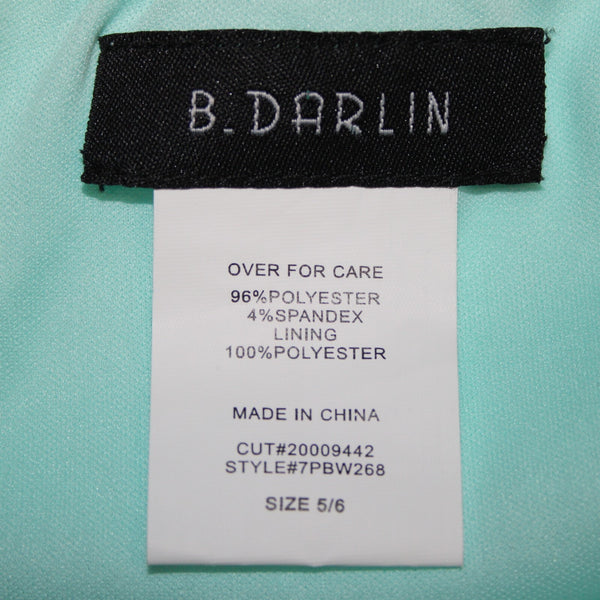 B.DARLIN
OVER FOR CARE
96%POLYESTER
4%SPANDEX
LINING
100%POLYESTER
MADE IN CHINA
CUT#20009442
STYLE#7PBW268
SIZE 5/6